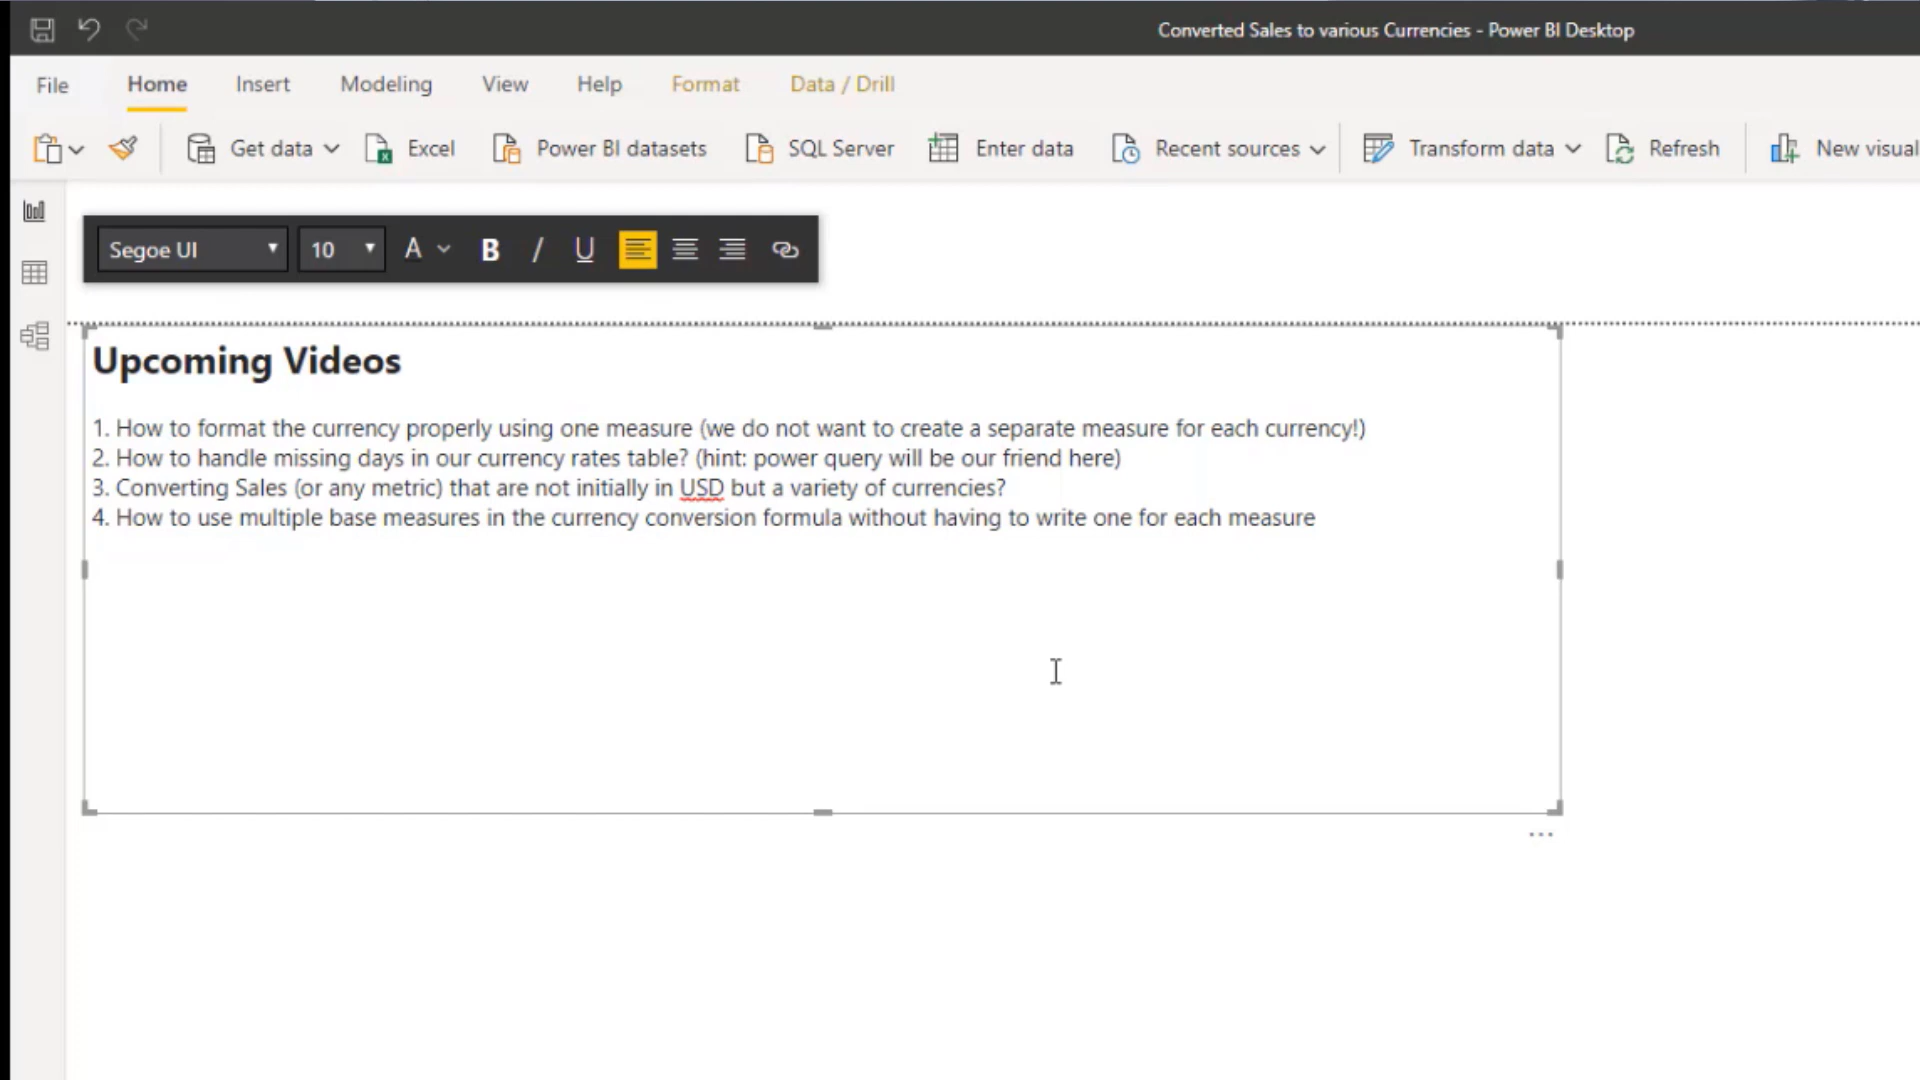 Converted Sales to various Currencies - Power BI Desktop
File Home Insert Modeling View Help Format Data / Drill
Get data Excel Power BI datasets SQL Server Enter data Recent sources Transform data Refresh New visual
Segoe UI 10 A B I U
Upcoming Videos
1. How to format the currency properly using one measure (we do not want to create a separate measure for each currency!)
2. How to handle missing days in our currency rates table? (hint: power query will be our friend here)
3. Converting Sales (or any metric) that are not initially in USD but a variety of currencies?
4. How to use multiple base measures in the currency conversion formula without having to write one for each measure